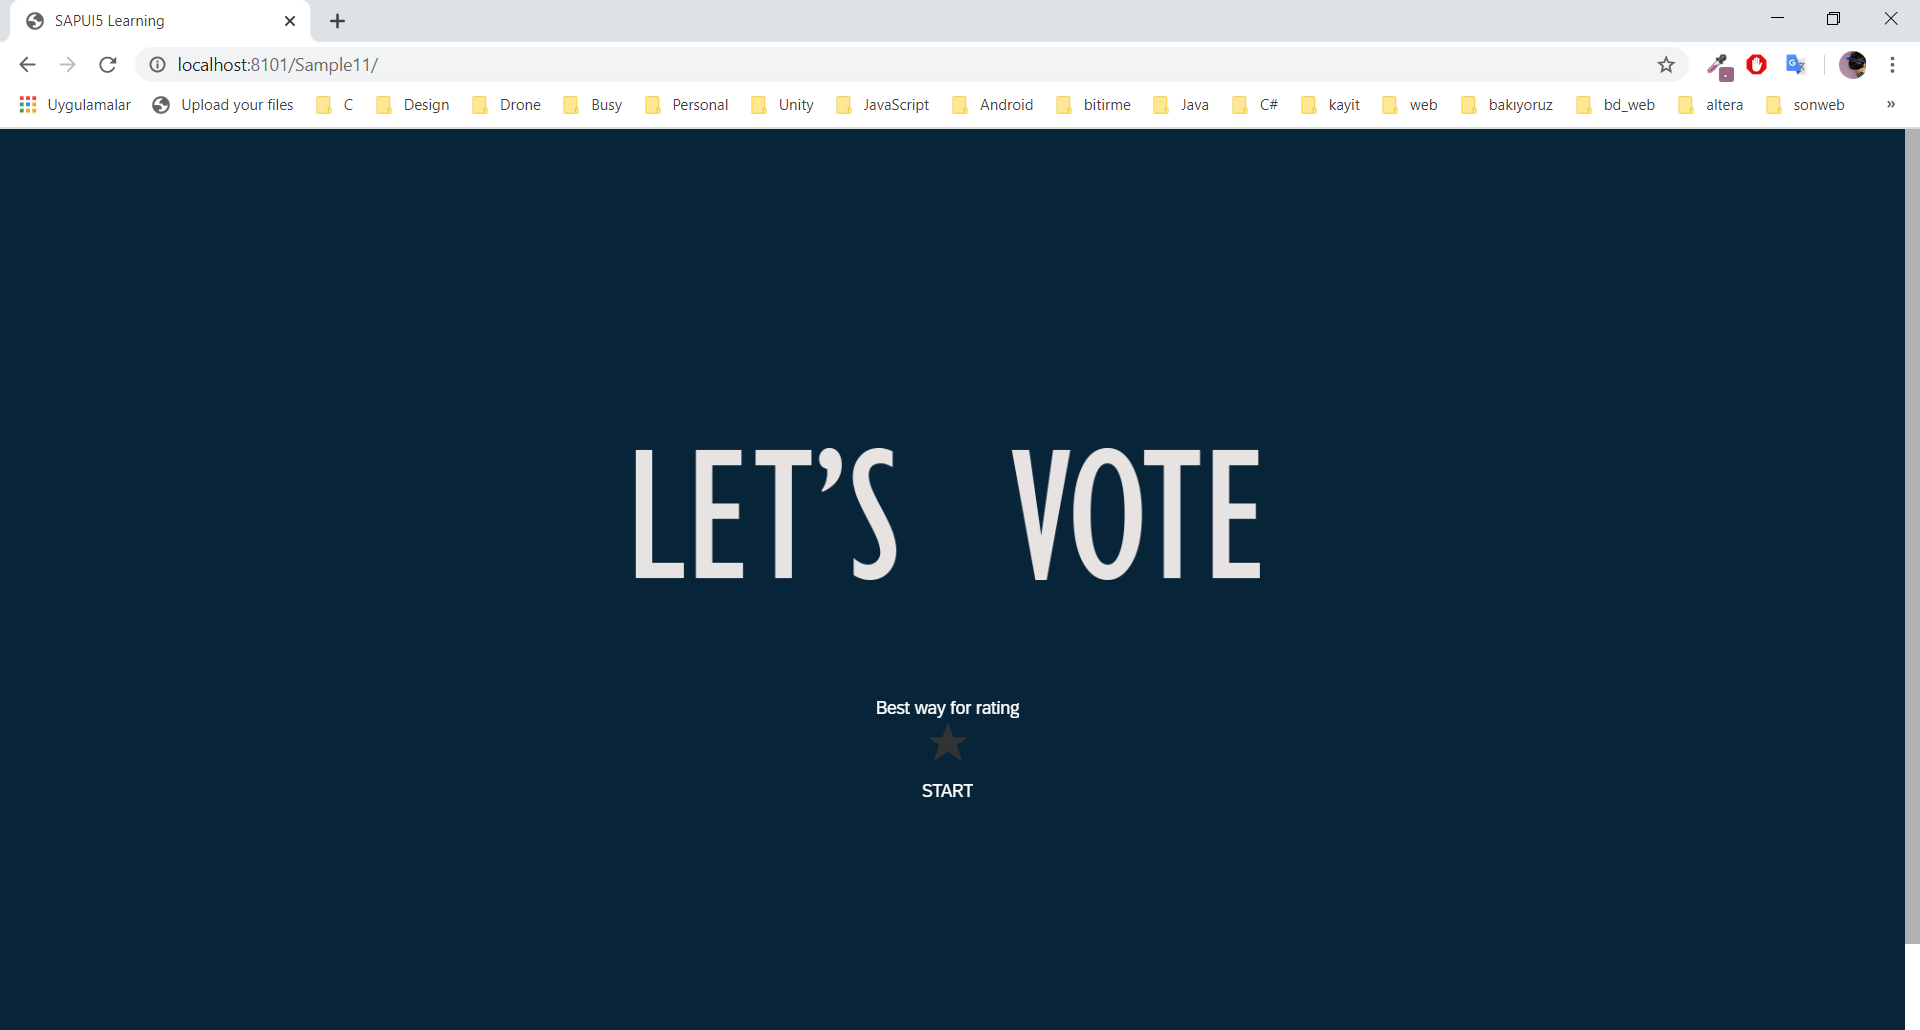 SAPUI5 Learning
localhost:8101/Sample11/
Uygulamalar Upload your files C Design Drone Busy Personal Unity JavaScript Android bitirme Java C# kayit web bakıyoruz bd_web altera sonweb »
LET’S VOTE
Best way for rating
START